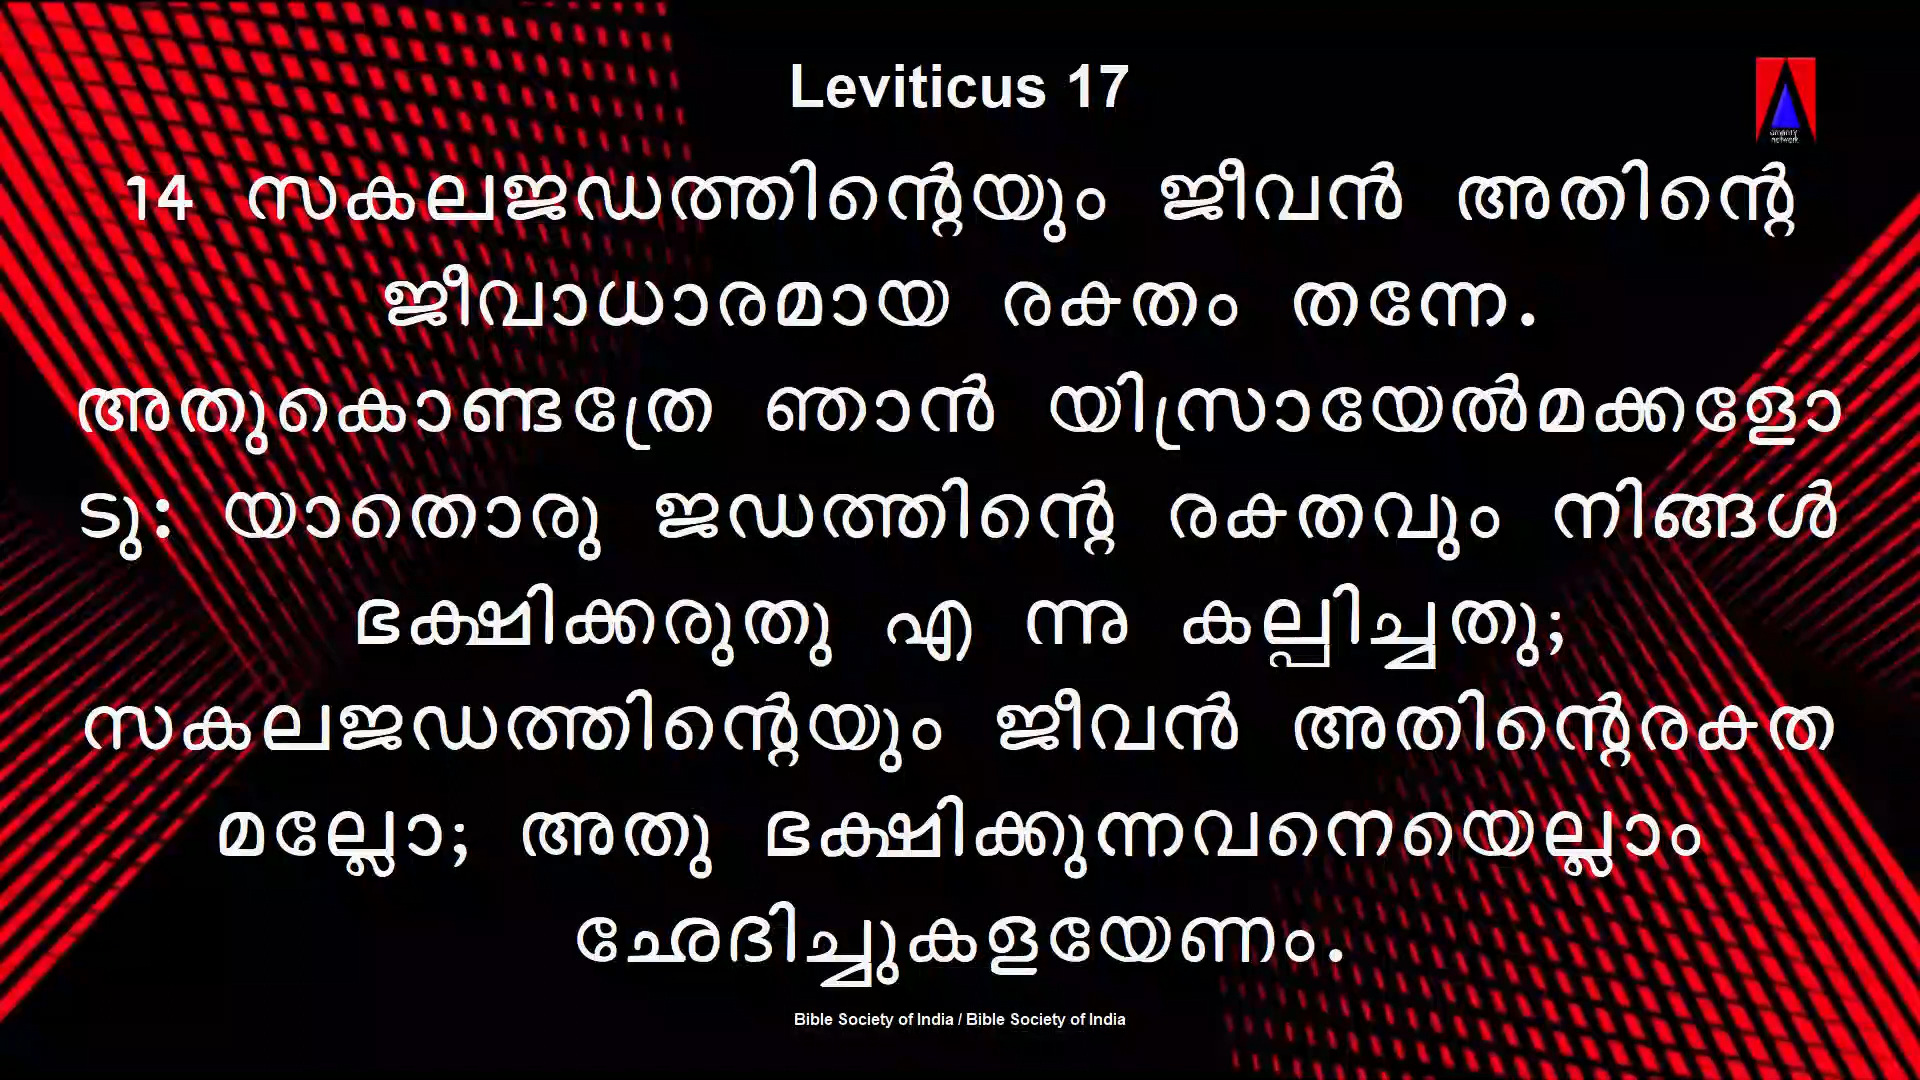 Leviticus 17
amenity
network
14 സകലജഡത്തിന്റെയും ജീവൻ അതിന്റെ
ജീവാധാരമായ രക്തം തന്നേ.
അതുകൊണ്ടത്രേ ഞാൻ യിസ്രായേൽമക്കളോ
ടു: യാതൊരു ജഡത്തിന്റെ രക്തവും നിങ്ങൾ
ഭക്ഷിക്കരുതു എ ന്നു കല്പിച്ചതു;
സകലജഡത്തിന്റെയും ജീവൻ അതിന്റെരക്ത
മല്ലോ; അതു ഭക്ഷിക്കുന്നവനെയെല്ലാം
ഛേദിച്ചുകളയേണം.
Bible Society of India / Bible Society of India